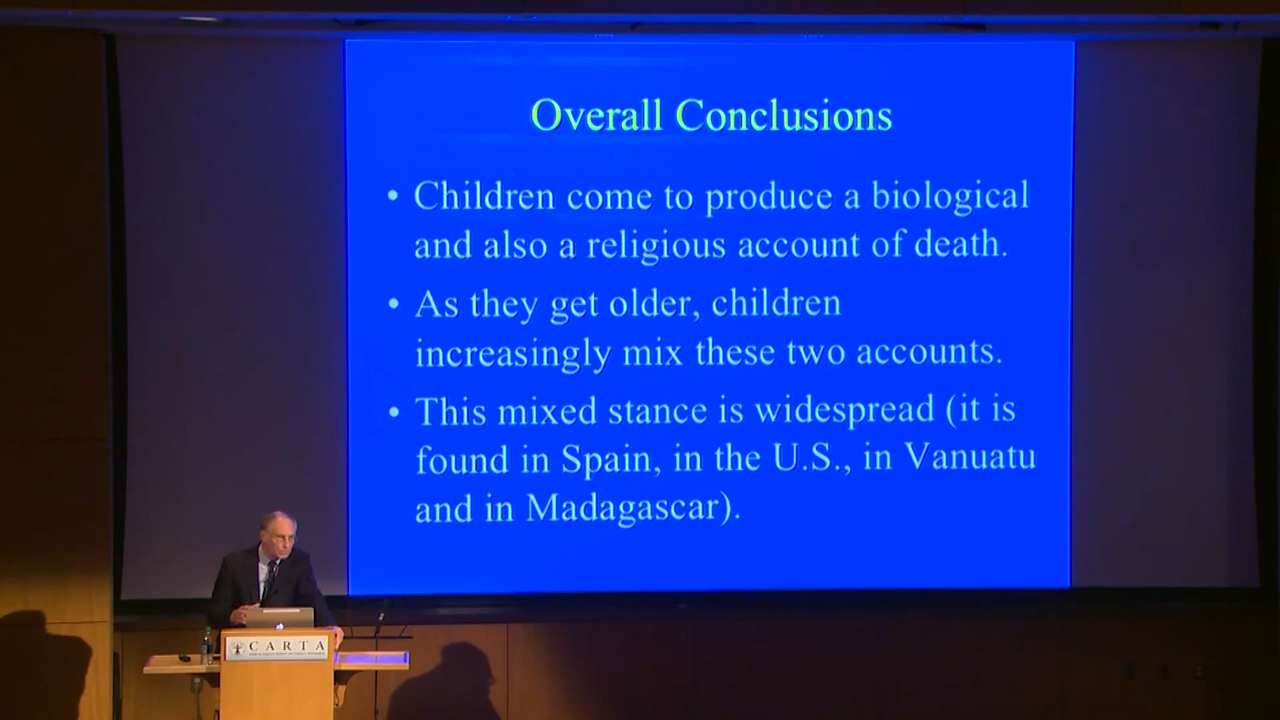 Overall Conclusions
• Children come to produce a biological
and also a religious account of death.
• As they get older, children
increasingly mix these two accounts.
• This mixed stance is widespread (it is
found in Spain, in the U.S., in Vanuatu
and in Madagascar).
CARTA